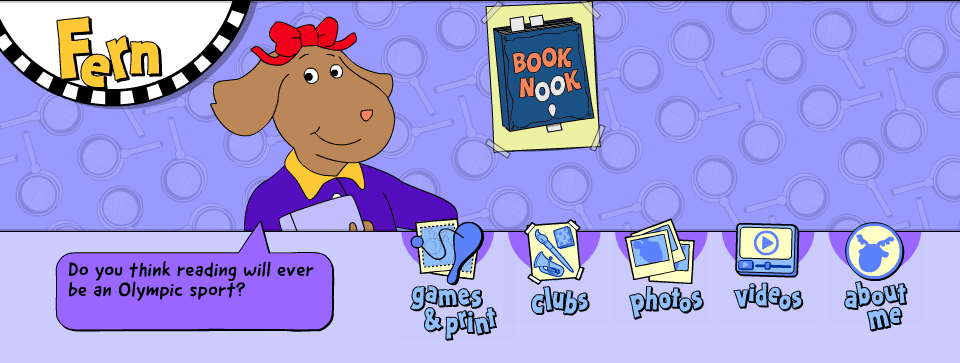 Fern
BOOK
NOOK
Do you think reading will ever
be an Olympic sport?
games
& print
clubs
photos
videos
about
me